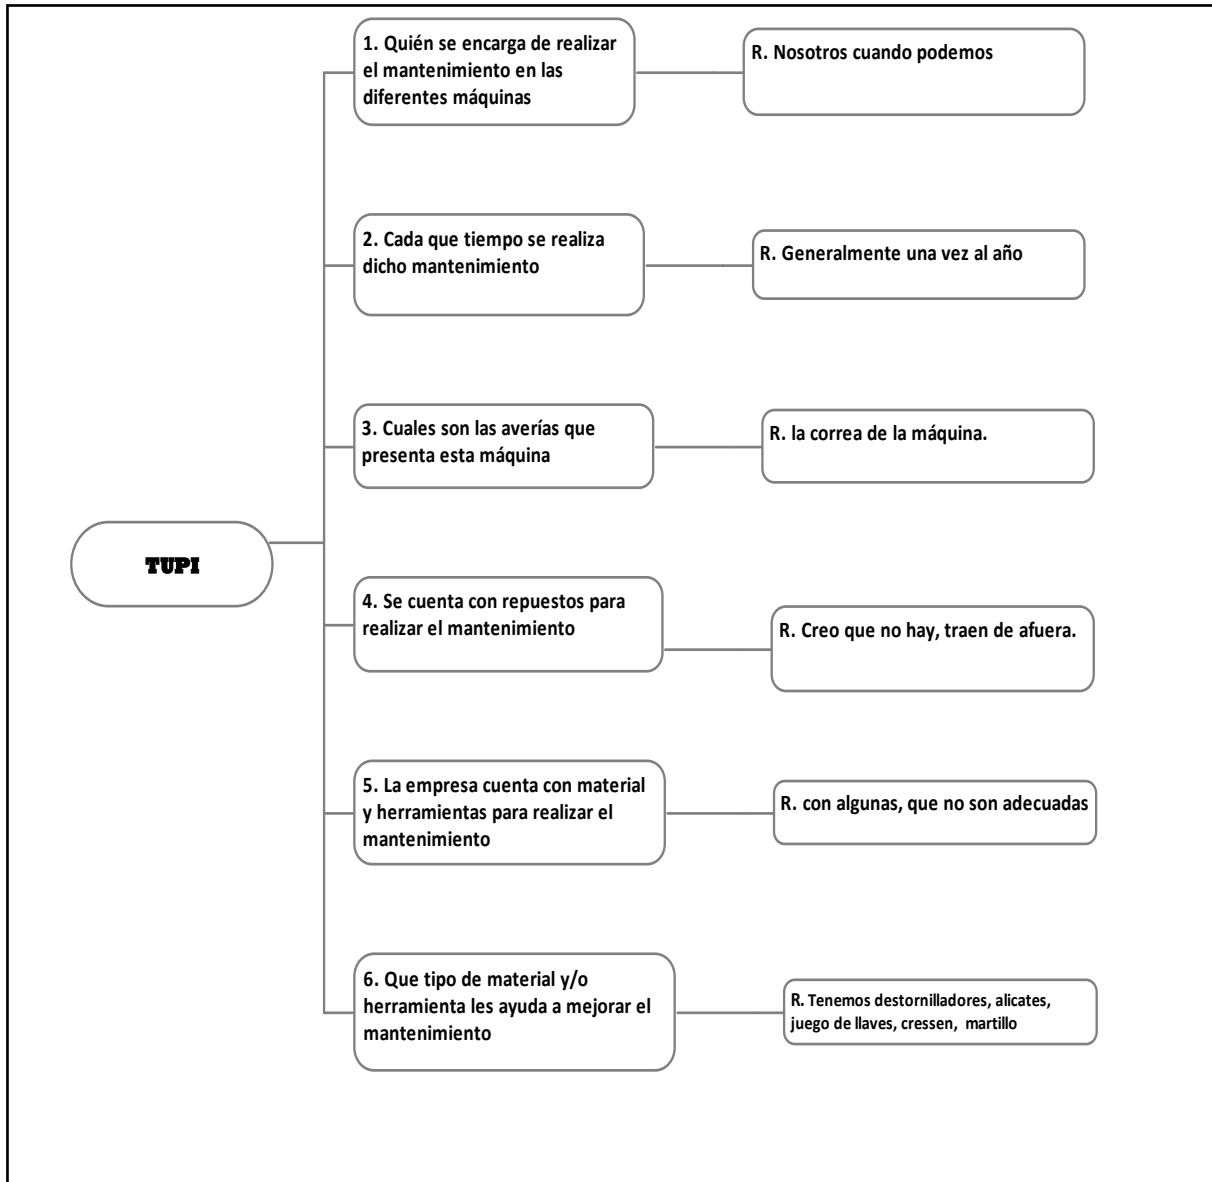 1. Quién se encarga de realizar
el mantenimiento en las
diferentes máquinas
R. Nosotros cuando podemos
2. Cada que tiempo se realiza
dicho mantenimiento
R. Generalmente una vez al año
3. Cuales son las averías que
presenta esta máquina
R. la correa de la máquina.
TUPI
4. Se cuenta con repuestos para
realizar el mantenimiento
R. Creo que no hay, traen de afuera.
5. La empresa cuenta con material
y herramientas para realizar el
mantenimiento
R. con algunas, que no son adecuadas
6. Que tipo de material y/o
herramienta les ayuda a mejorar el
mantenimiento
R. Tenemos destornilladores, alicates,
juego de llaves, cressen, martillo